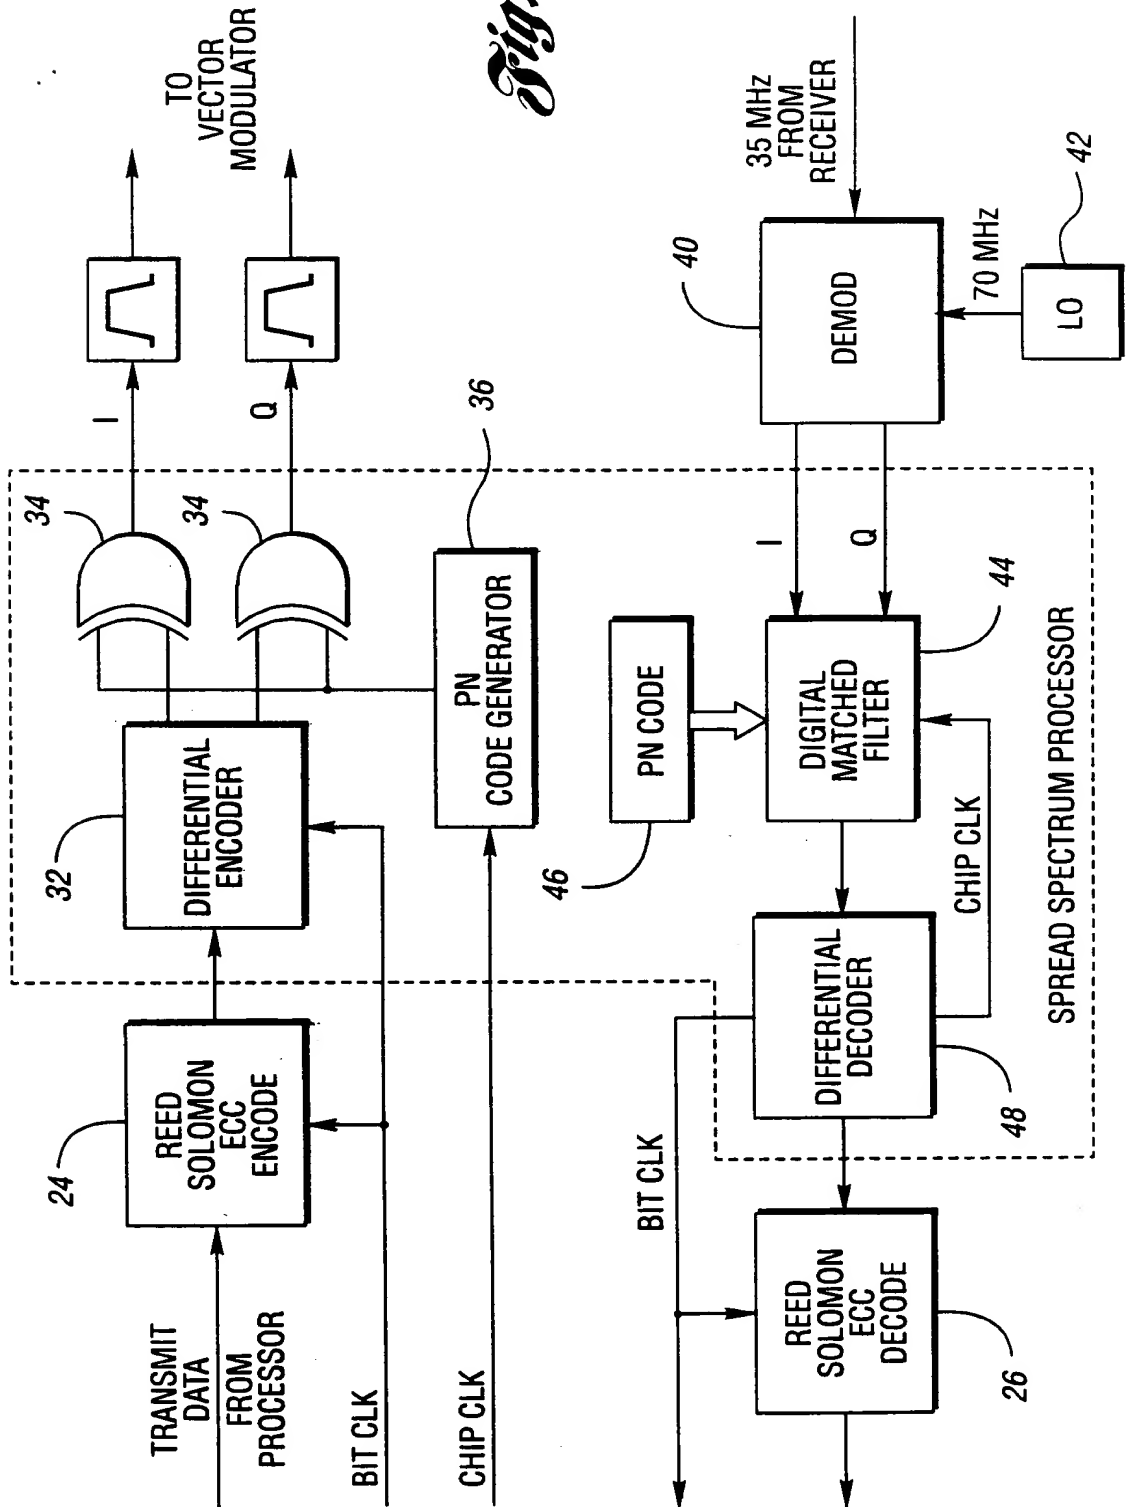 TRANSMIT
DATA
FROM
PROCESSOR
BIT CLK
CHIP CLK
24
REED
SOLOMON
ECC
ENCODE
32
DIFFERENTIAL
ENCODER
34
34
I
Q
TO
VECTOR
MODULATOR
PN
CODE GENERATOR
36
Fig.
BIT CLK
REED
SOLOMON
ECC
DECODE
26
DIFFERENTIAL
DECODER
48
46
PN CODE
DIGITAL
MATCHED
FILTER
44
CHIP CLK
I
Q
40
DEMOD
35 MHz
FROM
RECEIVER
70 MHz
LO
42
SPREAD SPECTRUM PROCESSOR